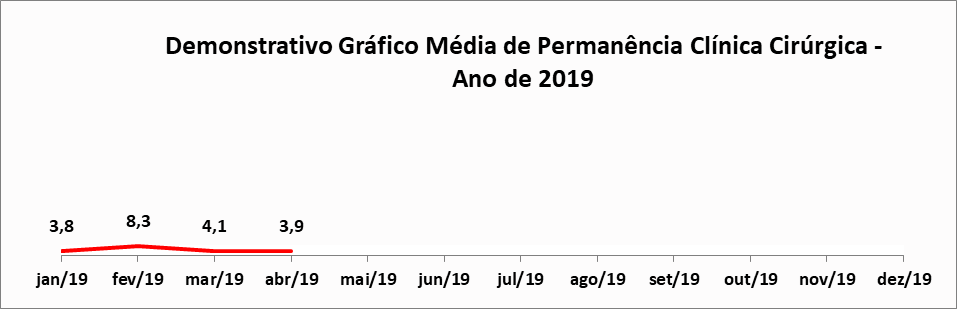 Demonstrativo Gráfico Média de Permanência Clínica Cirúrgica -
Ano de 2019
3,8 8,3 4,1 3,9
jan/19 fev/19 mar/19 abr/19 mai/19 jun/19 jul/19 ago/19 set/19 out/19 nov/19 dez/19